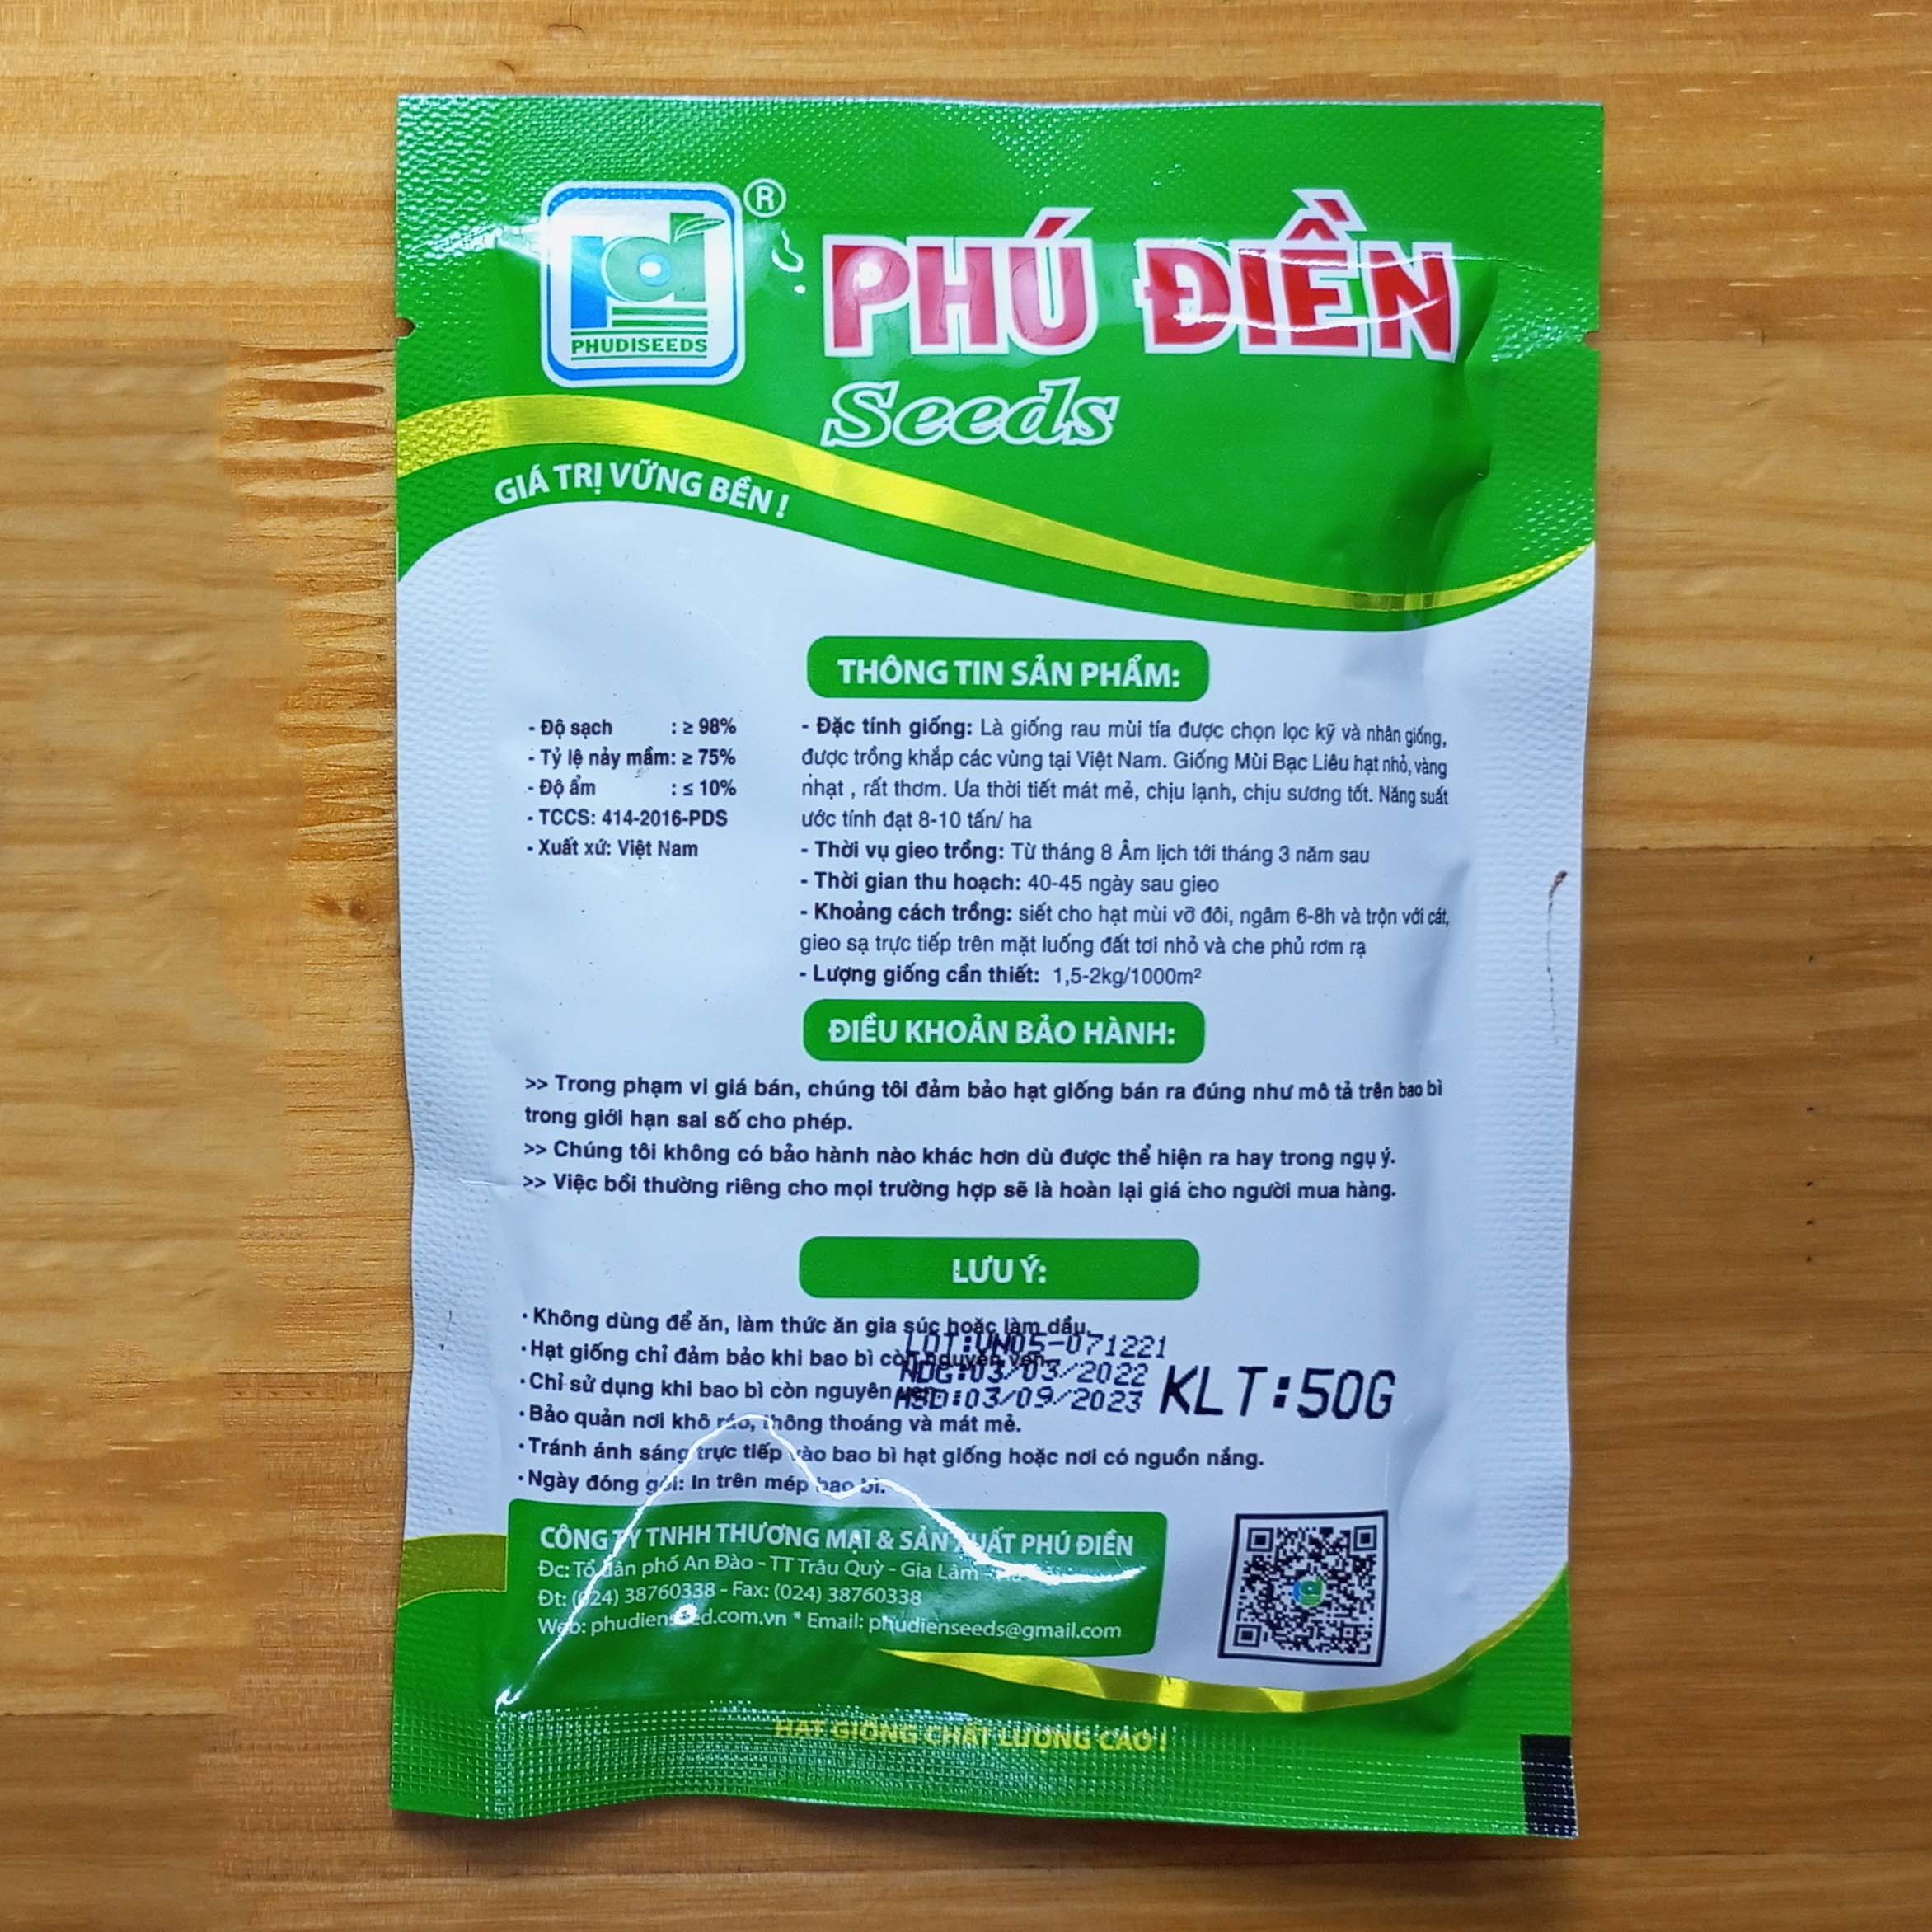 PHUDISEEDS
®
PHÚ ĐIỀN
Seeds
GIÁ TRỊ VỮNG BỀN !
THÔNG TIN SẢN PHẨM:
- Độ sạch : ≥ 98%
- Tỷ lệ nảy mầm: ≥ 75%
- Độ ẩm : ≤ 10%
- TCCS: 414-2016-PDS
- Xuất xứ: Việt Nam
- Đặc tính giống: Là giống rau mùi tía được chọn lọc kỹ và nhân giống,
được trồng khắp các vùng tại Việt Nam. Giống Mùi Bạc Liêu hạt nhỏ, vàng
nhạt , rất thơm. Ưa thời tiết mát mẻ, chịu lạnh, chịu sương tốt. Năng suất
ước tính đạt 8-10 tấn/ ha
- Thời vụ gieo trồng: Từ tháng 8 Âm lịch tới tháng 3 năm sau
- Thời gian thu hoạch: 40-45 ngày sau gieo
- Khoảng cách trồng: siết cho hạt mùi vỡ đôi, ngâm 6-8h và trộn với cát,
gieo sạ trực tiếp trên mặt luống đất tơi nhỏ và che phủ rơm rạ
- Lượng giống cần thiết: 1,5-2kg/1000m²
ĐIỀU KHOẢN BẢO HÀNH:
>> Trong phạm vi giá bán, chúng tôi đảm bảo hạt giống bán ra đúng như mô tả trên bao bì
trong giới hạn sai số cho phép.
>> Chúng tôi không có bảo hành nào khác hơn dù được thể hiện ra hay trong ngụ ý.
>> Việc bồi thường riêng cho mọi trường hợp sẽ là hoàn lại giá cho người mua hàng.
LƯU Ý:
· Không dùng để ăn, làm thức ăn gia súc hoặc làm dầu.
· Hạt giống chỉ đảm bảo khi bao bì còn nguyên vẹn.
· Chỉ sử dụng khi bao bì còn nguyên vẹn.
· Bảo quản nơi khô ráo, thông thoáng và mát mẻ.
· Tránh ánh sáng trực tiếp vào bao bì hạt giống hoặc nơi có nguồn nắng.
· Ngày đóng gói: In trên mép bao bì.
LOT:VN05-071221
NDG:03/03/2022
HSD:03/09/2023
KLT:50G
CÔNG TY TNHH THƯƠNG MẠI & SẢN XUẤT PHÚ ĐIỀN
Đc: Tổ dân phố An Đào - TT Trâu Quỳ - Gia Lâm -
Đt: (024) 38760338 - Fax: (024) 38760338
Web: phudienseed.com.vn * Email: phudienseeds@gmail.com
HẠT GIỐNG CHẤT LƯỢNG CAO !